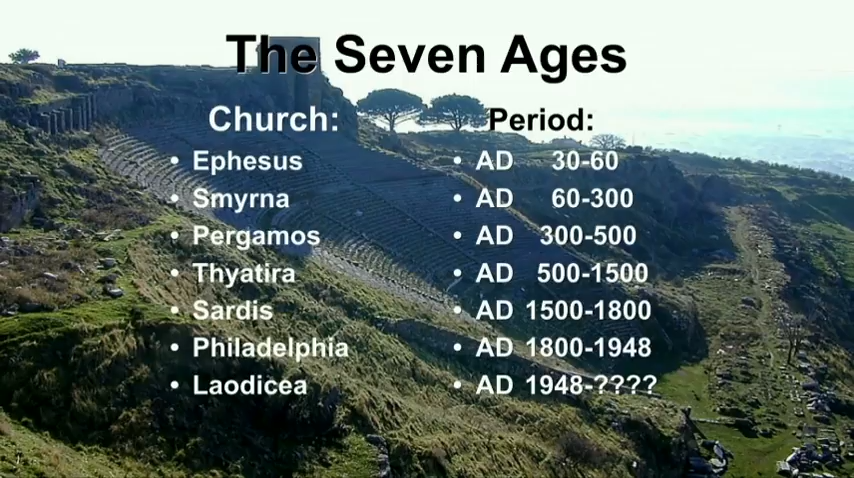 The Seven Ages
Church: Period:
• Ephesus • AD 30-60
• Smyrna • AD 60-300
• Pergamos • AD 300-500
• Thyatira • AD 500-1500
• Sardis • AD 1500-1800
• Philadelphia • AD 1800-1948
• Laodicea • AD 1948-????